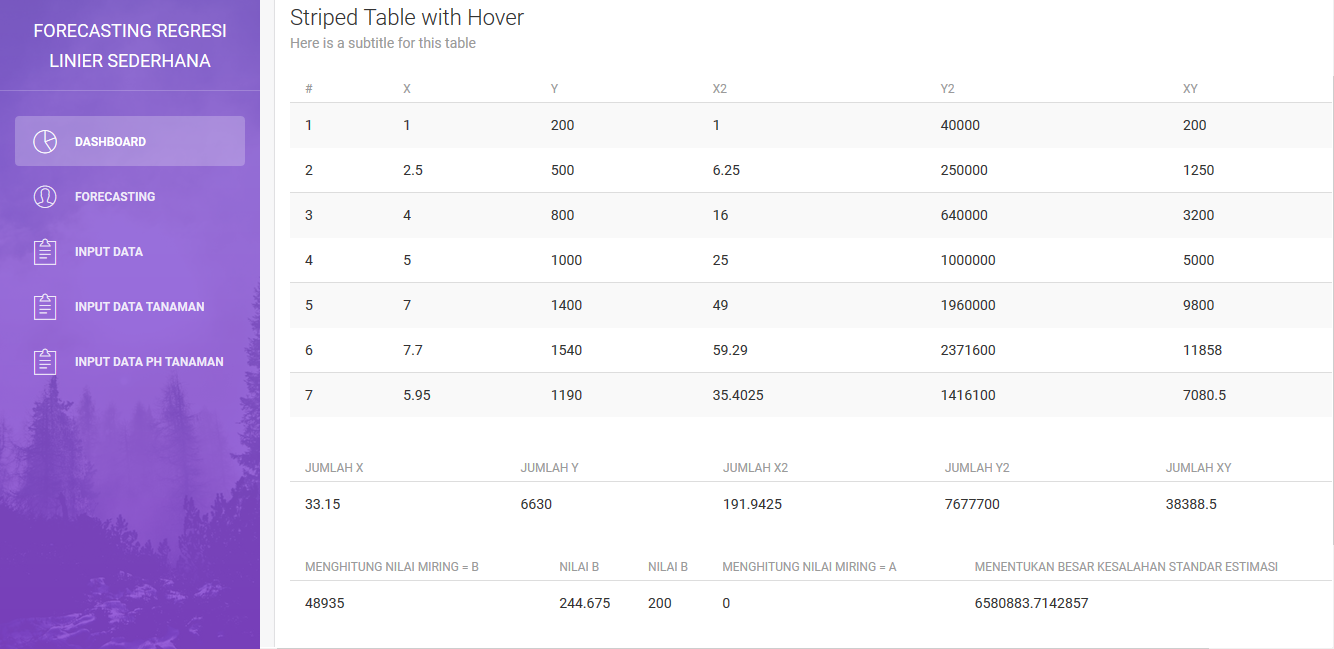 FORECASTING REGRESI
LINIER SEDERHANA
DASHBOARD
FORECASTING
INPUT DATA
INPUT DATA TANAMAN
INPUT DATA PH TANAMAN
Striped Table with Hover
Here is a subtitle for this table
# X Y X2 Y2 XY
1 1 200 1 40000 200
2 2.5 500 6.25 250000 1250
3 4 800 16 640000 3200
4 5 1000 25 1000000 5000
5 7 1400 49 1960000 9800
6 7.7 1540 59.29 2371600 11858
7 5.95 1190 35.4025 1416100 7080.5
JUMLAH X JUMLAH Y JUMLAH X2 JUMLAH Y2 JUMLAH XY
33.15 6630 191.9425 7677700 38388.5
MENGHITUNG NILAI MIRING = B NILAI B NILAI B MENGHITUNG NILAI MIRING = A MENENTUKAN BESAR KESALAHAN STANDAR ESTIMASI
48935 244.675 200 0 6580883.7142857